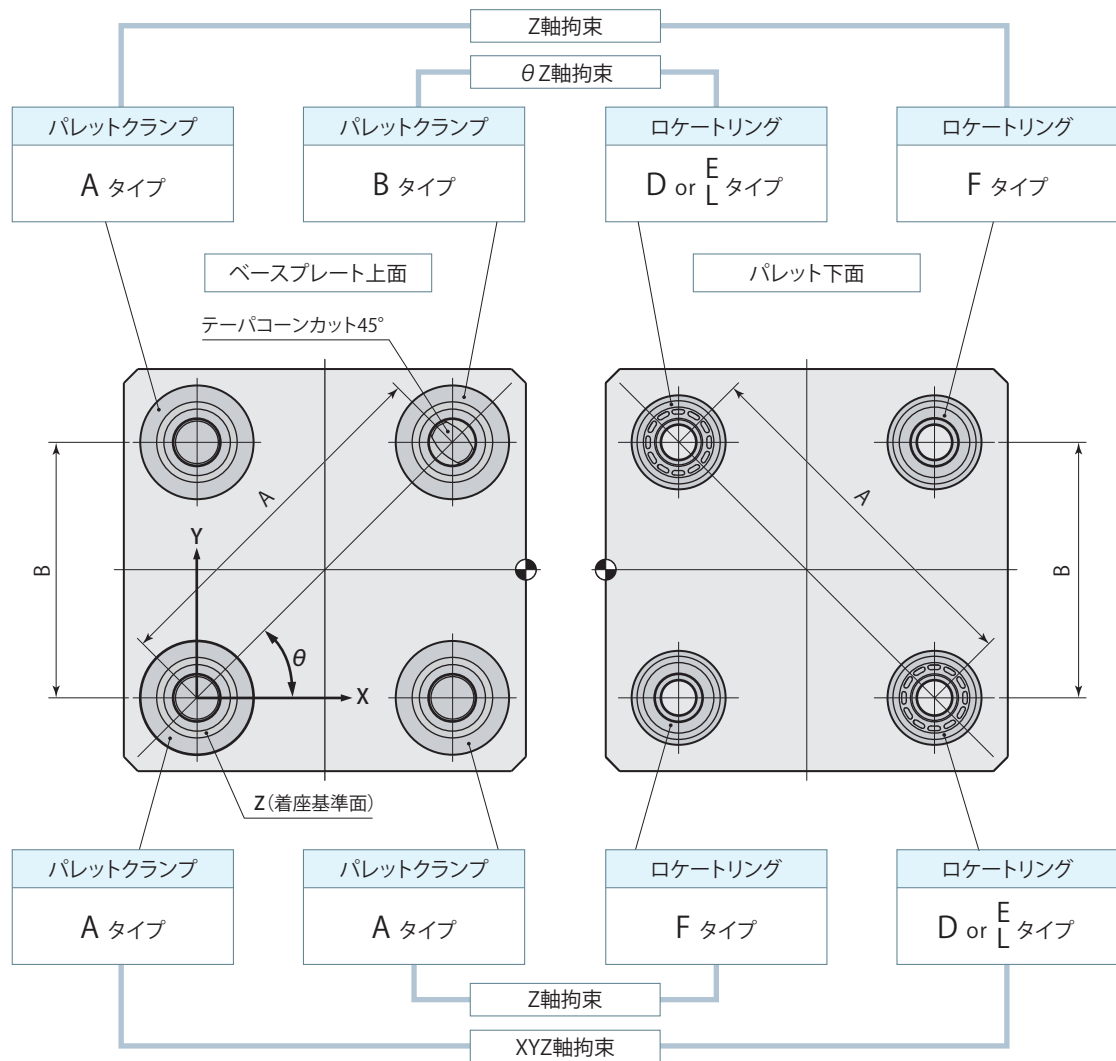 Z軸拘束
θZ軸拘束
パレットクランプ
A タイプ
パレットクランプ
B タイプ
ロケートリング
D or E L タイプ
ロケートリング
F タイプ
ベースプレート上面
パレット下面
テーパコーンカット45°
A
A
B
B
Y
θ
X
Z(着座基準面)
パレットクランプ
A タイプ
パレットクランプ
A タイプ
ロケートリング
F タイプ
ロケートリング
D or E L タイプ
Z軸拘束
XYZ軸拘束